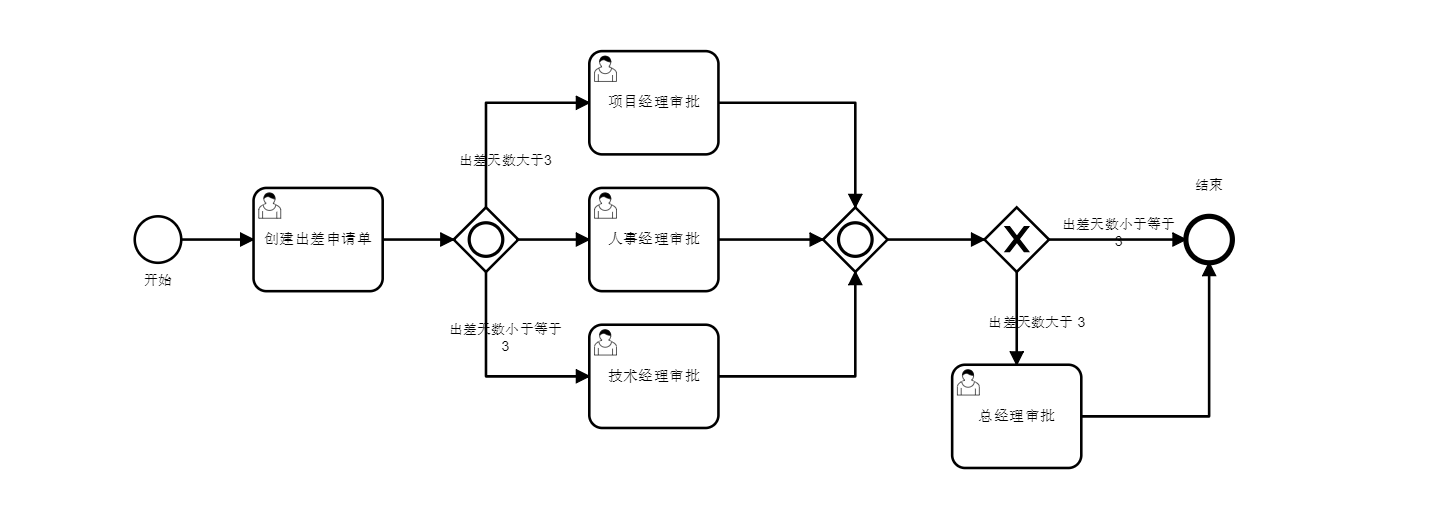 项目经理审批
出差天数大于3
结束
出差天数小于等于
3
创建出差申请单
人事经理审批
开始
出差天数小于等于
3
出差天数大于 3
技术经理审批
总经理审批